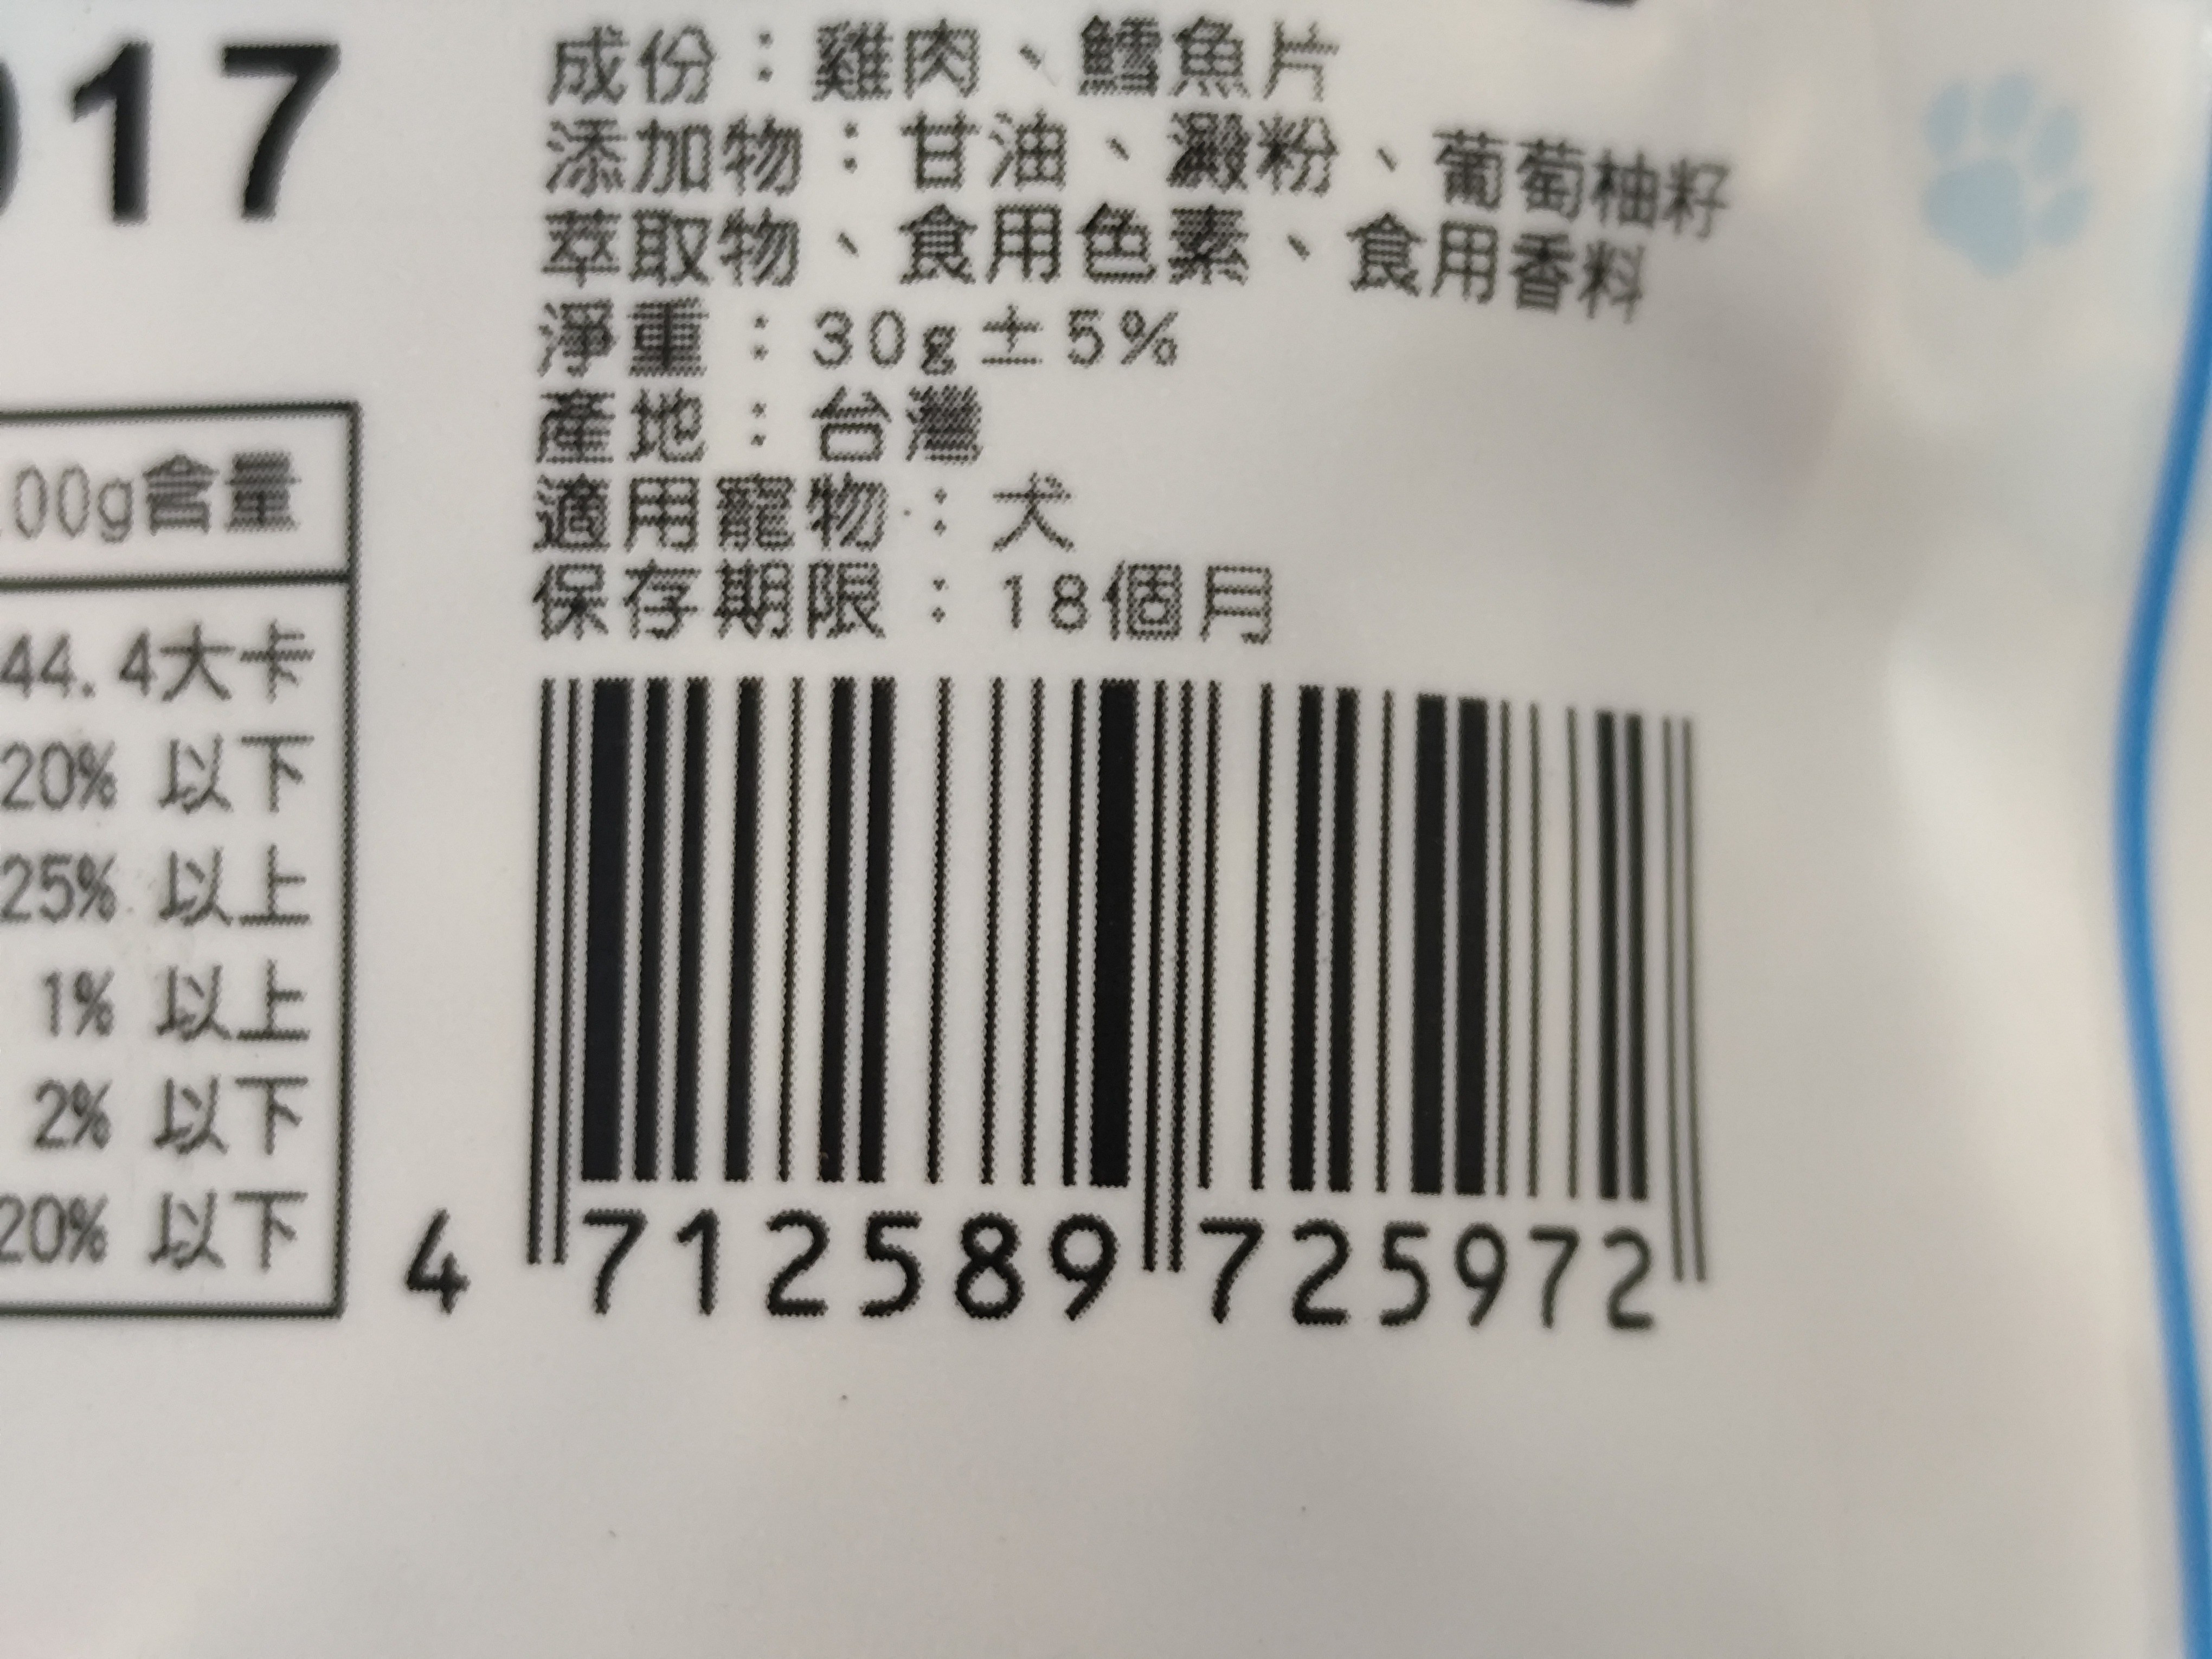 17
成份：雞肉、鱈魚片
添加物：甘油、澱粉、葡萄柚籽
萃取物、食用色素、食用香料
淨重：30g±5%
產地：台灣
適用寵物：犬
保存期限：18個月
00g含量
44.4大卡
20% 以下
25% 以上
1% 以上
2% 以下
20% 以下
4 712589 725972